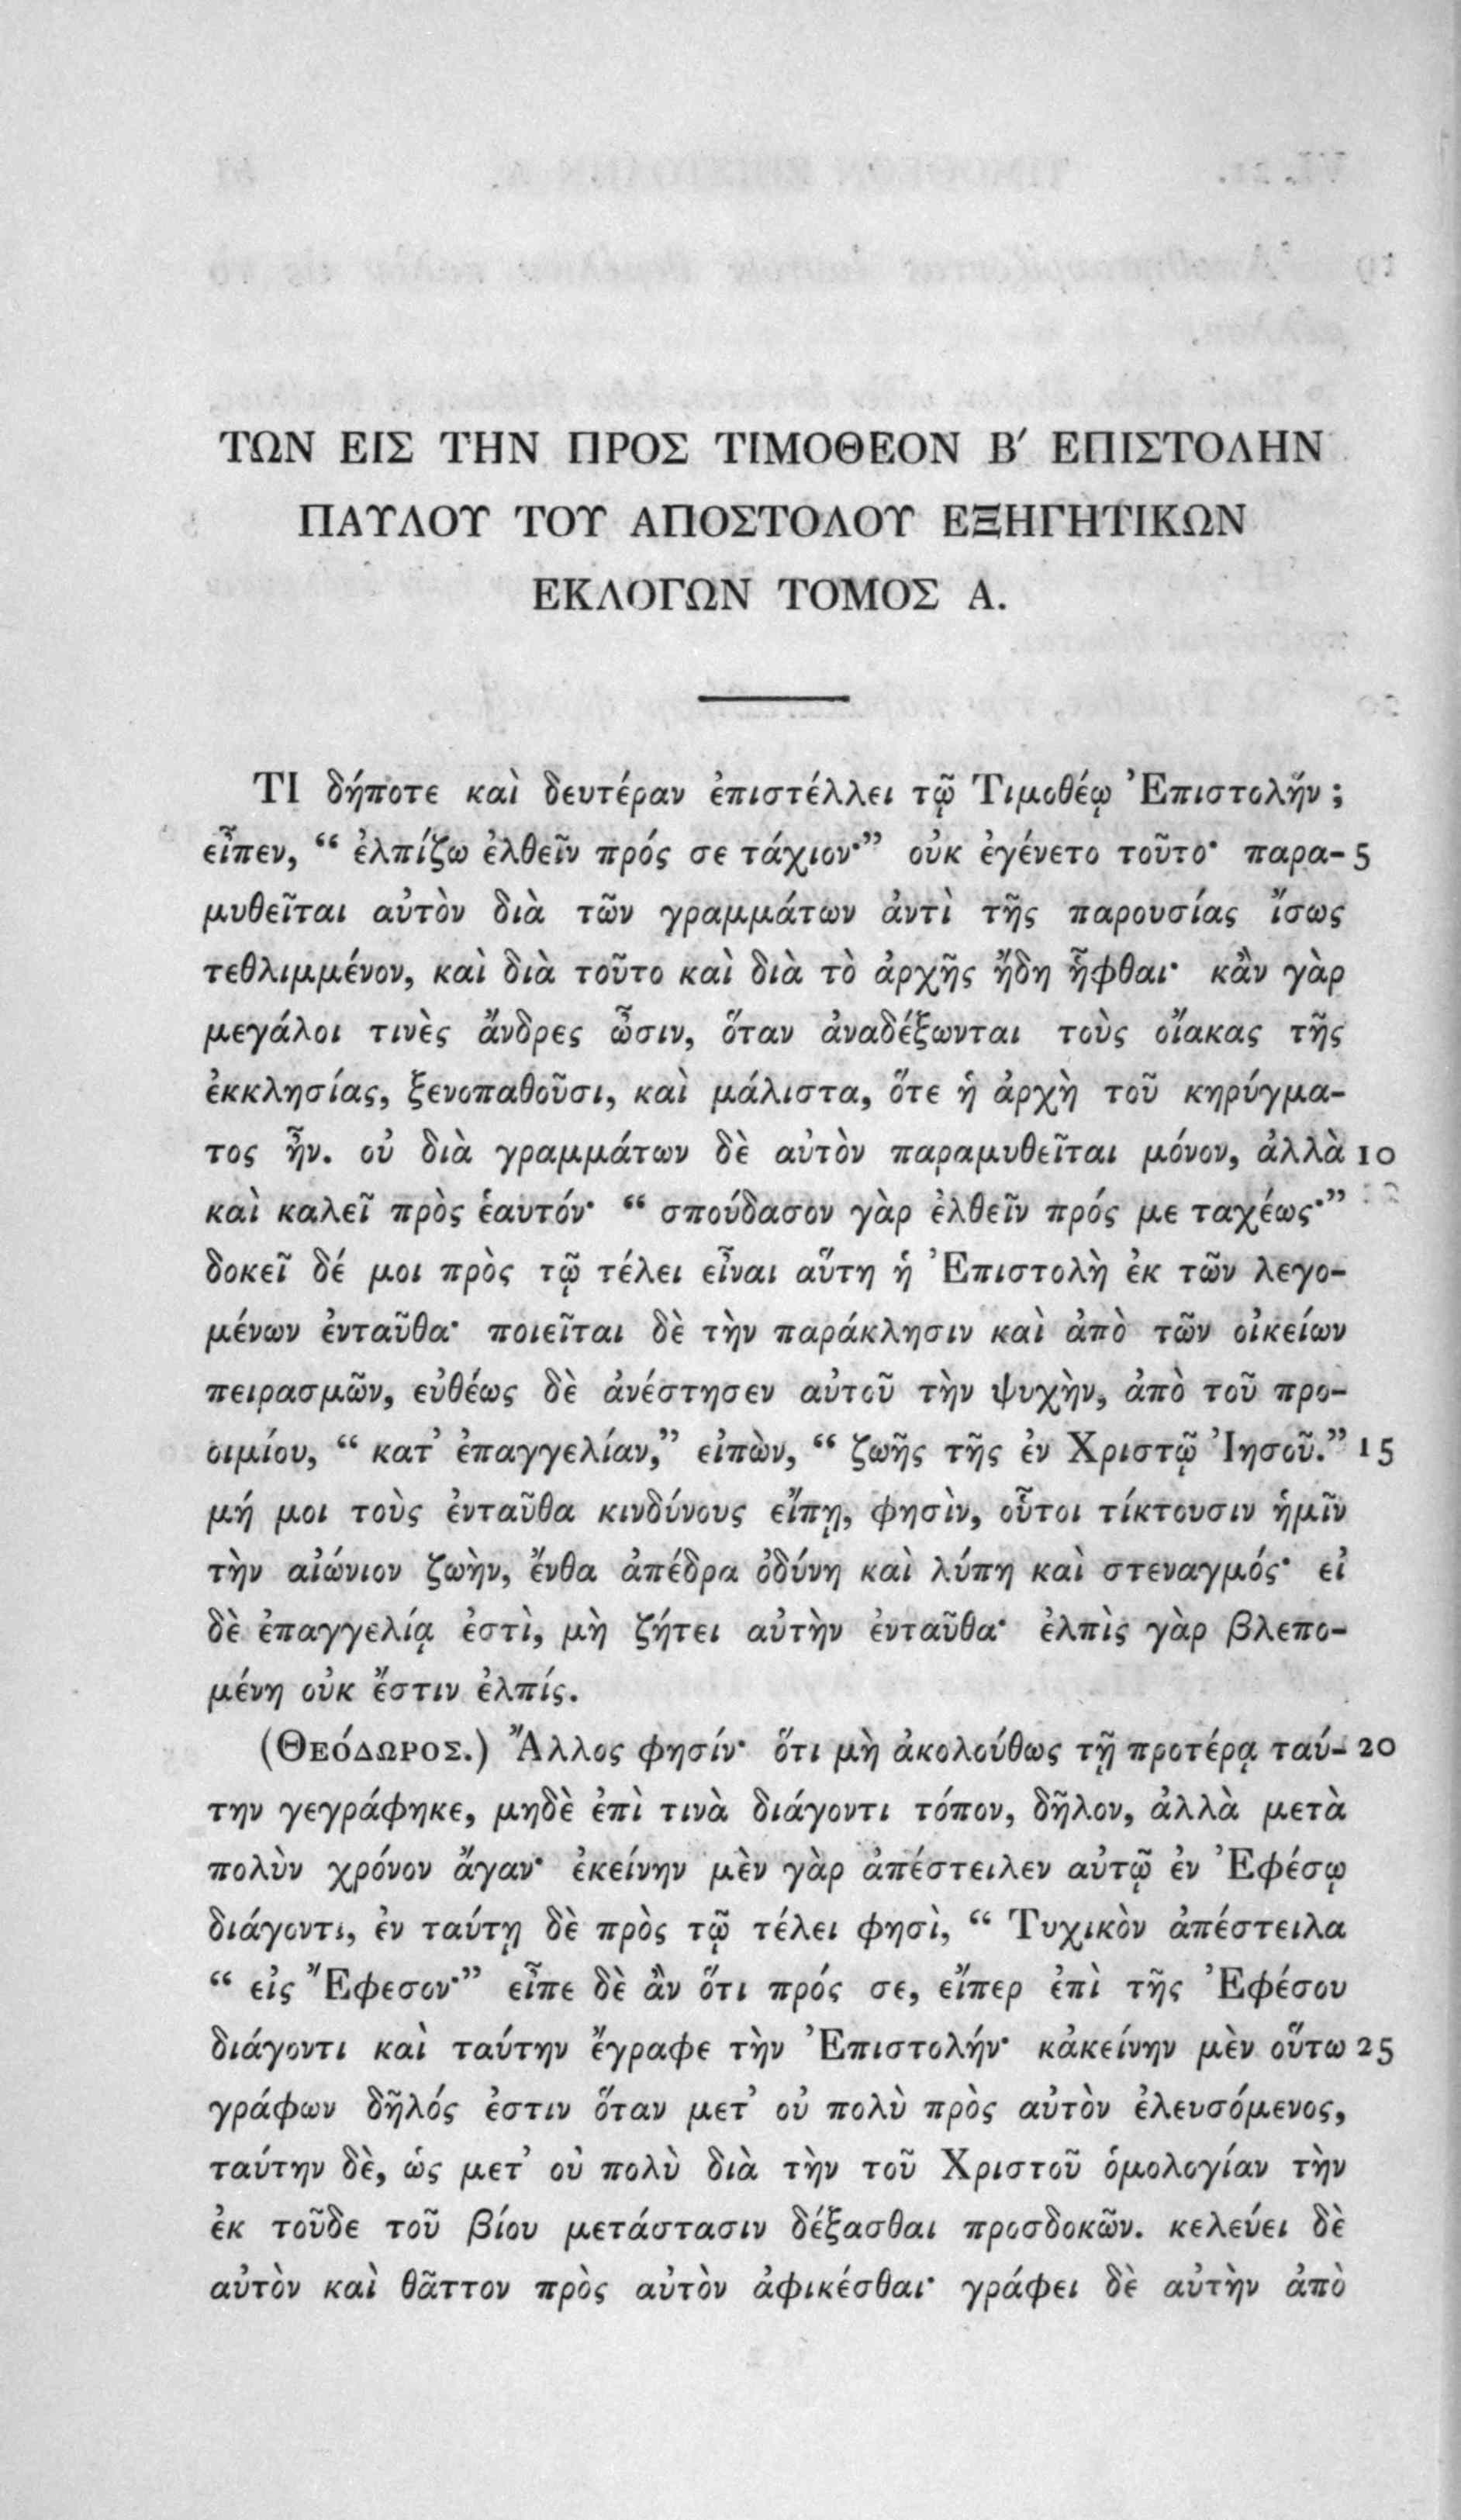 ΤΩΝ ΕΙΣ ΤΗΝ ΠΡΟΣ ΤΙΜΟΘΕΟΝ Β′ ΕΠΙΣΤΟΛΗΝ
ΠΑΥΛΟΥ ΤΟΥ ΑΠΟΣΤΟΛΟΥ ΕΞΗΓΗΤΙΚΩΝ
ΕΚΛΟΓΩΝ ΤΟΜΟΣ Α.
ΤΙ δήποτε καὶ δευτέραν ἐπιστέλλει τῷ Τιμοθέῳ Ἐπιστολήν;
εἶπεν, “ ἐλπίζω ἐλθεῖν πρός σε τάχιον·” οὐκ ἐγένετο τοῦτο· παρα- 5
μυθεῖται αὐτὸν διὰ τῶν γραμμάτων ἀντὶ τῆς παρουσίας ἴσως
τεθλιμμένον, καὶ διὰ τοῦτο καὶ διὰ τὸ ἀρχῆς ἤδη ἧφθαι· κἂν γὰρ
μεγάλοι τινὲς ἄνδρες ὦσιν, ὅταν ἀναδέξωνται τοὺς οἴακας τῆς
ἐκκλησίας, ξενοπαθοῦσι, καὶ μάλιστα, ὅτε ἡ ἀρχὴ τοῦ κηρύγμα-
τος ἦν. οὐ διὰ γραμμάτων δὲ αὐτὸν παραμυθεῖται μόνον, ἀλλὰ 10
καὶ καλεῖ πρὸς ἑαυτόν· “ σπούδασον γὰρ ἐλθεῖν πρός με ταχέως·”
δοκεῖ δέ μοι πρὸς τῷ τέλει εἶναι αὕτη ἡ Ἐπιστολὴ ἐκ τῶν λεγο-
μένων ἐνταῦθα· ποιεῖται δὲ τὴν παράκλησιν καὶ ἀπὸ τῶν οἰκείων
πειρασμῶν, εὐθέως δὲ ἀνέστησεν αὐτοῦ τὴν ψυχὴν, ἀπὸ τοῦ προ-
οιμίου, “ κατ’ ἐπαγγελίαν,” εἰπὼν, “ ζωῆς τῆς ἐν Χριστῷ Ἰησοῦ.” 15
μή μοι τοὺς ἐνταῦθα κινδύνους εἴπῃ, φησὶν, οὗτοι τίκτουσιν ἡμῖν
τὴν αἰώνιον ζωὴν, ἔνθα ἀπέδρα ὀδύνη καὶ λύπη καὶ στεναγμός· εἰ
δὲ ἐπαγγελίᾳ ἐστὶ, μὴ ζήτει αὐτὴν ἐνταῦθα· ἐλπὶς γὰρ βλεπο-
μένη οὐκ ἔστιν ἐλπίς.
(Θεόδωρος.) Ἄλλος φησίν· ὅτι μὴ ἀκολούθως τῇ προτέρᾳ ταύ- 20
την γεγράφηκε, μηδὲ ἐπὶ τινὰ διάγοντι τόπον, δῆλον, ἀλλὰ μετὰ
πολὺν χρόνον ἄγαν· ἐκείνην μὲν γὰρ ἀπέστειλεν αὐτῷ ἐν Ἐφέσῳ
διάγοντι, ἐν ταύτῃ δὲ πρὸς τῷ τέλει φησὶ, “ Τυχικὸν ἀπέστειλα
“ εἰς Ἔφεσον·” εἶπε δὲ ἂν ὅτι πρός σε, εἴπερ ἐπὶ τῆς Ἐφέσου
διάγοντι καὶ ταύτην ἔγραφε τὴν Ἐπιστολήν· κἀκείνην μὲν οὕτω 25
γράφων δῆλός ἐστιν ὅταν μετ’ οὐ πολὺ πρὸς αὐτὸν ἐλευσόμενος,
ταύτην δὲ, ὡς μετ’ οὐ πολὺ διὰ τὴν τοῦ Χριστοῦ ὁμολογίαν τὴν
ἐκ τοῦδε τοῦ βίου μετάστασιν δέξασθαι προσδοκῶν. κελεύει δὲ
αὐτὸν καὶ θᾶττον πρὸς αὐτὸν ἀφικέσθαι· γράφει δὲ αὐτὴν ἀπὸ